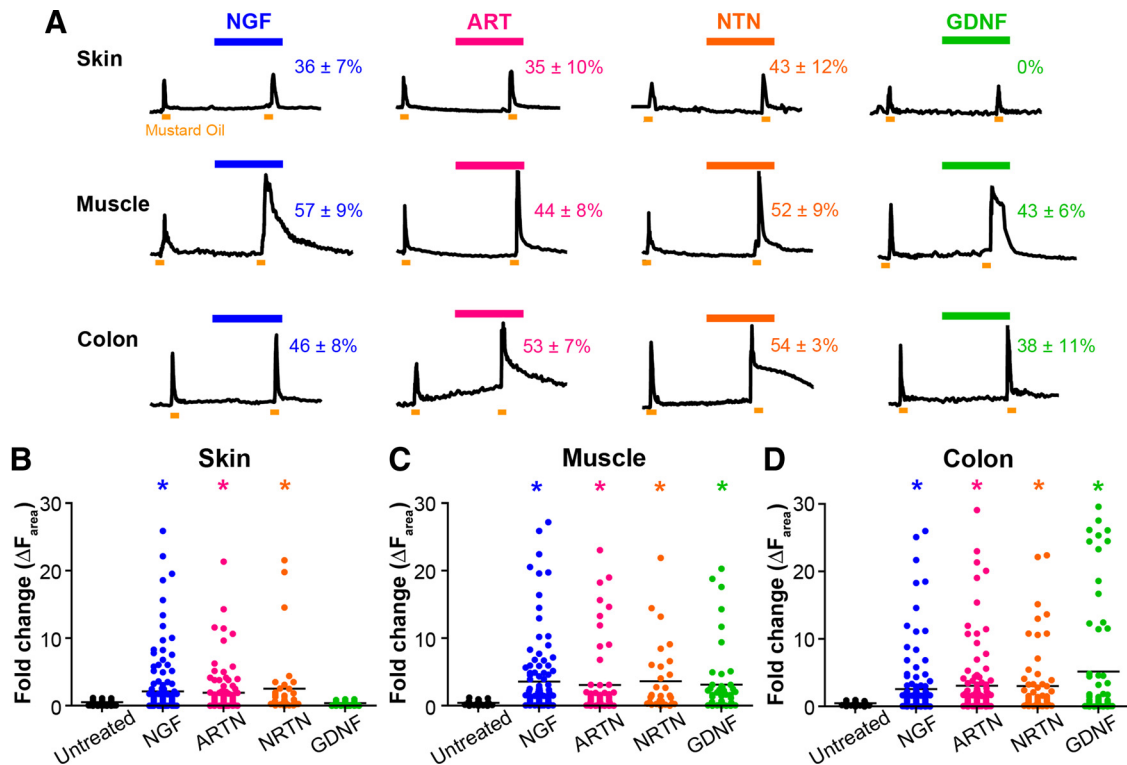 A
NGF ART NTN GDNF
Skin
36 ± 7% 35 ± 10% 43 ± 12% 0%
Mustard Oil
Muscle
57 ± 9% 44 ± 8% 52 ± 9% 43 ± 6%
Colon
46 ± 8% 53 ± 7% 54 ± 3% 38 ± 11%
B Skin
* * *
Fold change (ΔFarea)
30
20
10
0
Untreated NGF ARTN NRTN GDNF
C Muscle
* * * *
Fold change (ΔFarea)
30
20
10
0
Untreated NGF ARTN NRTN GDNF
D Colon
* * * *
Fold change (ΔFarea)
30
20
10
0
Untreated NGF ARTN NRTN GDNF